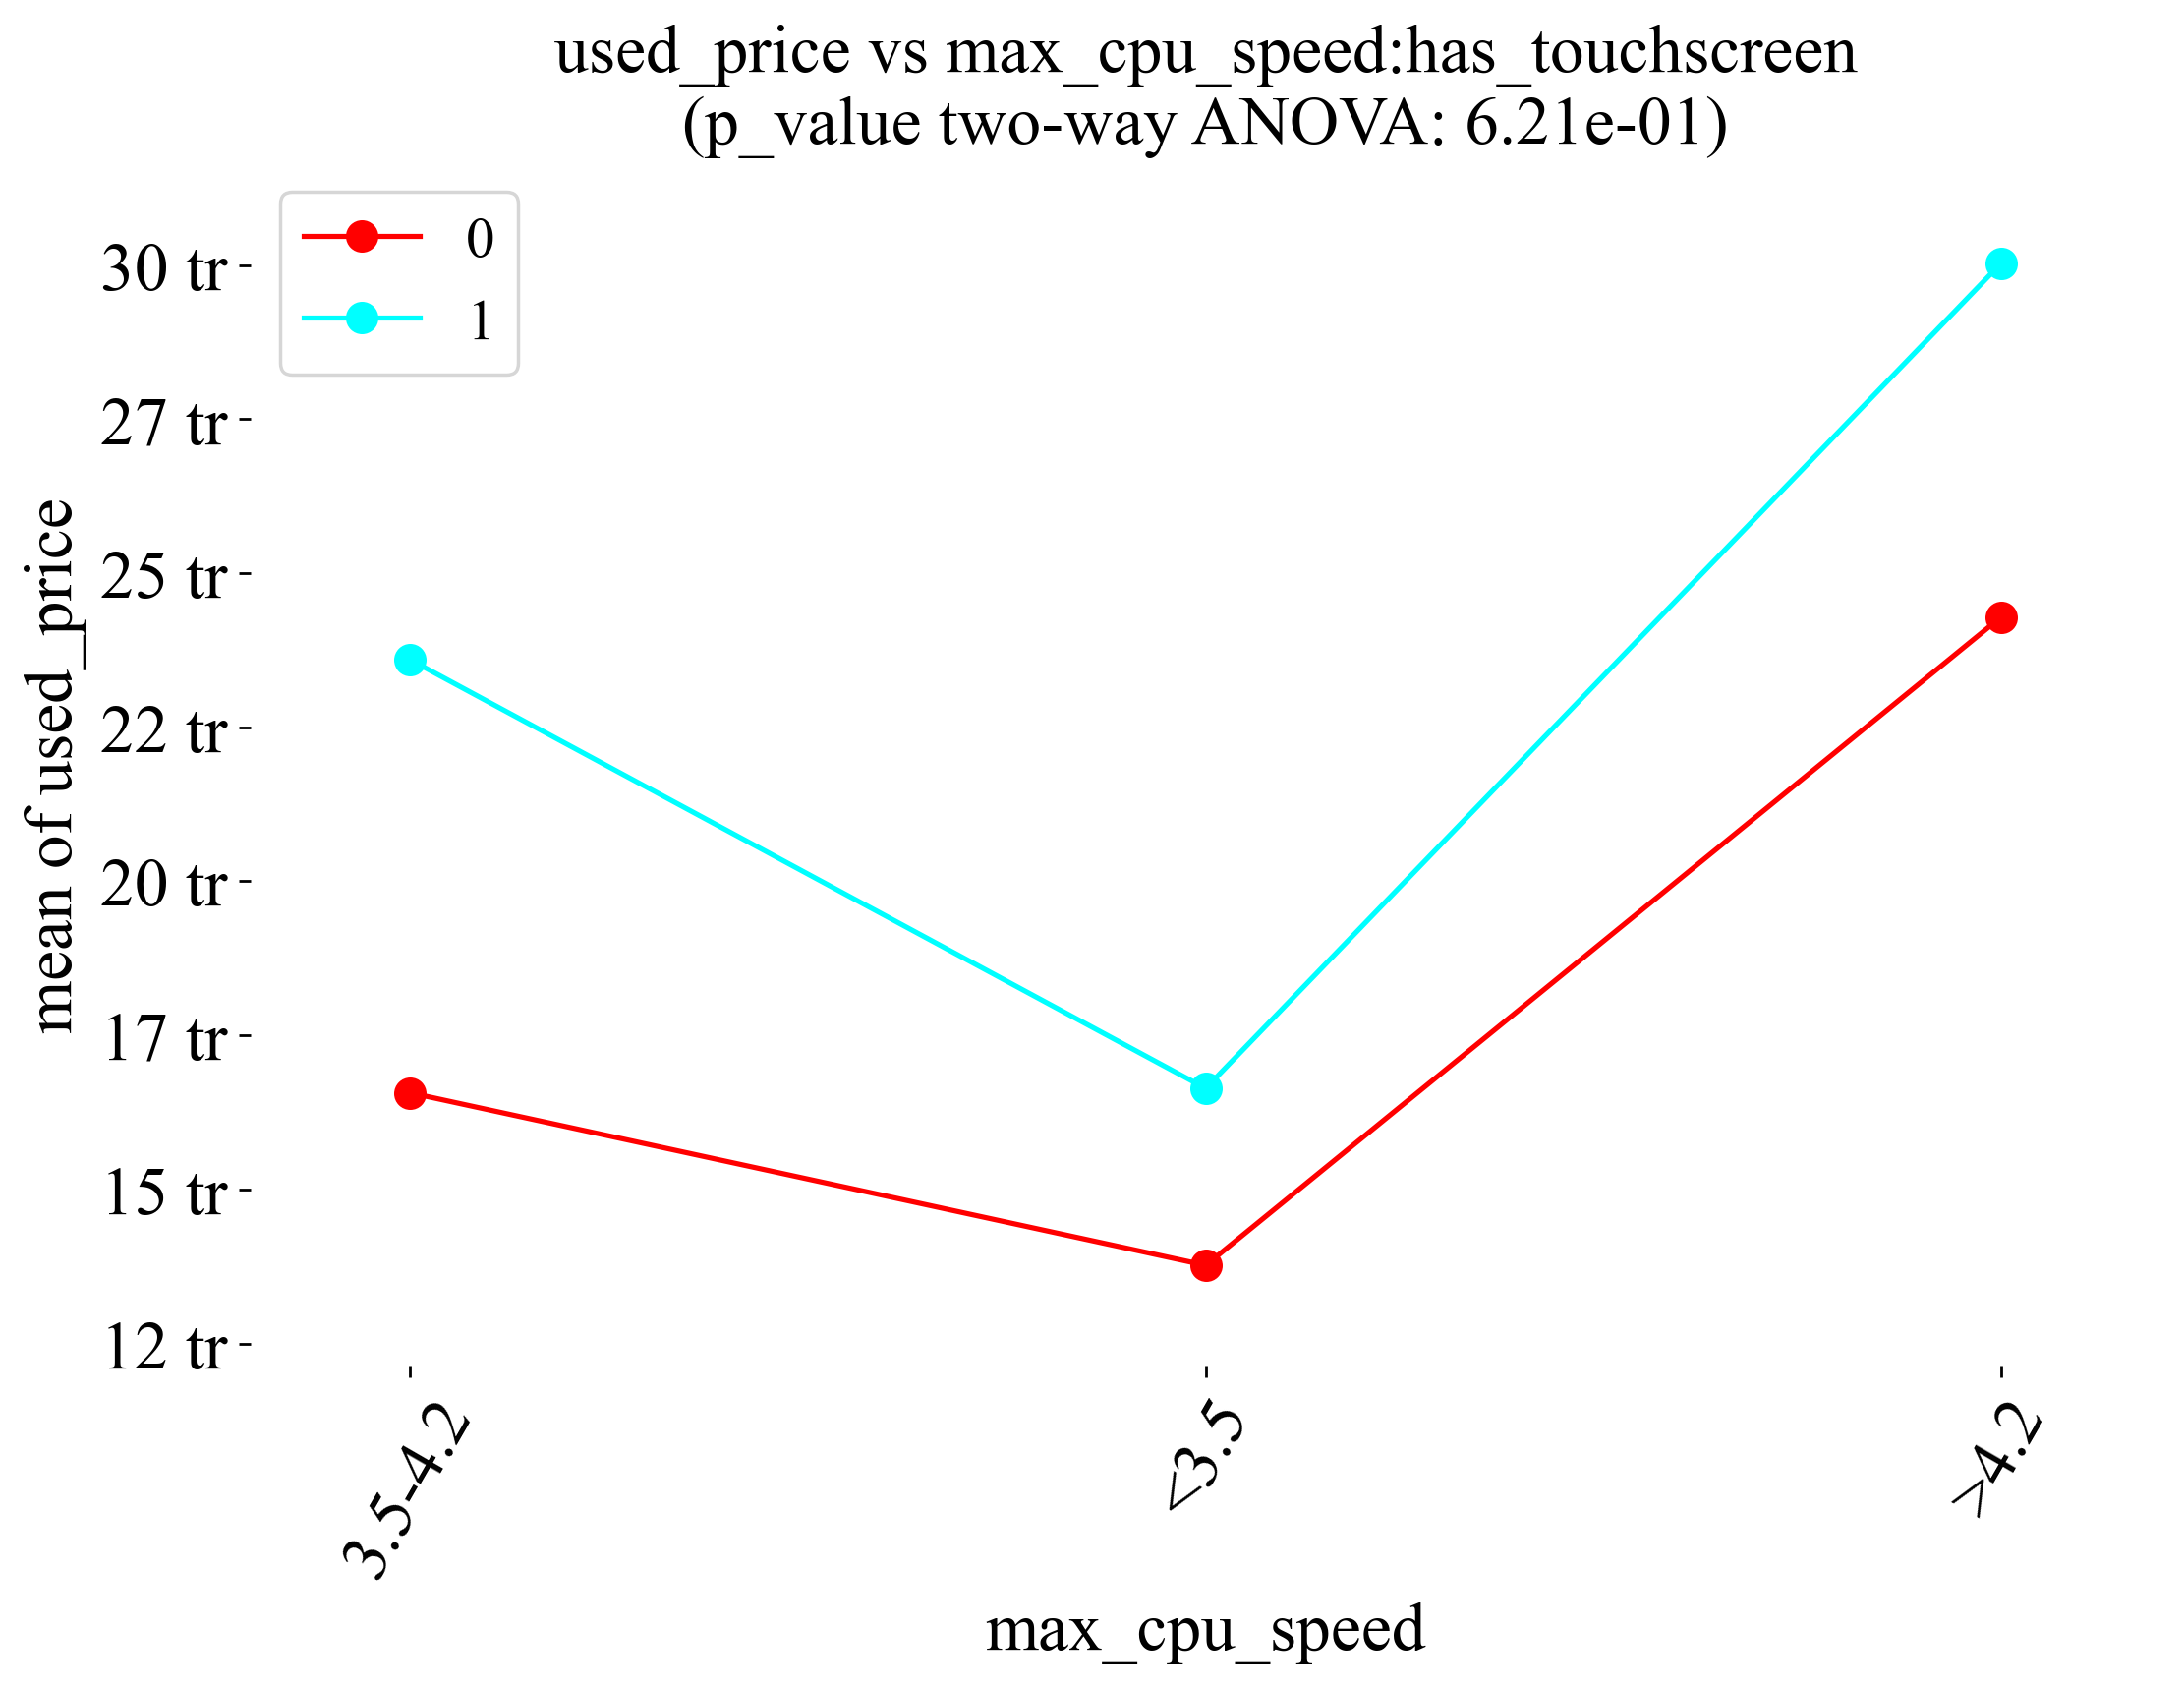 used_price vs max_cpu_speed:has_touchscreen
(p_value two-way ANOVA: 6.21e-01)
0
1
30 tr
27 tr
25 tr
22 tr
20 tr
17 tr
15 tr
12 tr
mean of used_price
3.5-4.2
<3.5
>4.2
max_cpu_speed